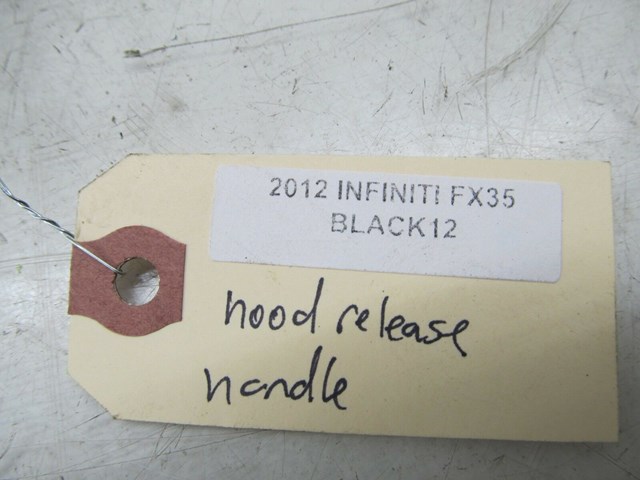 2012 INFINITI FX35
BLACK12
hood release
handle